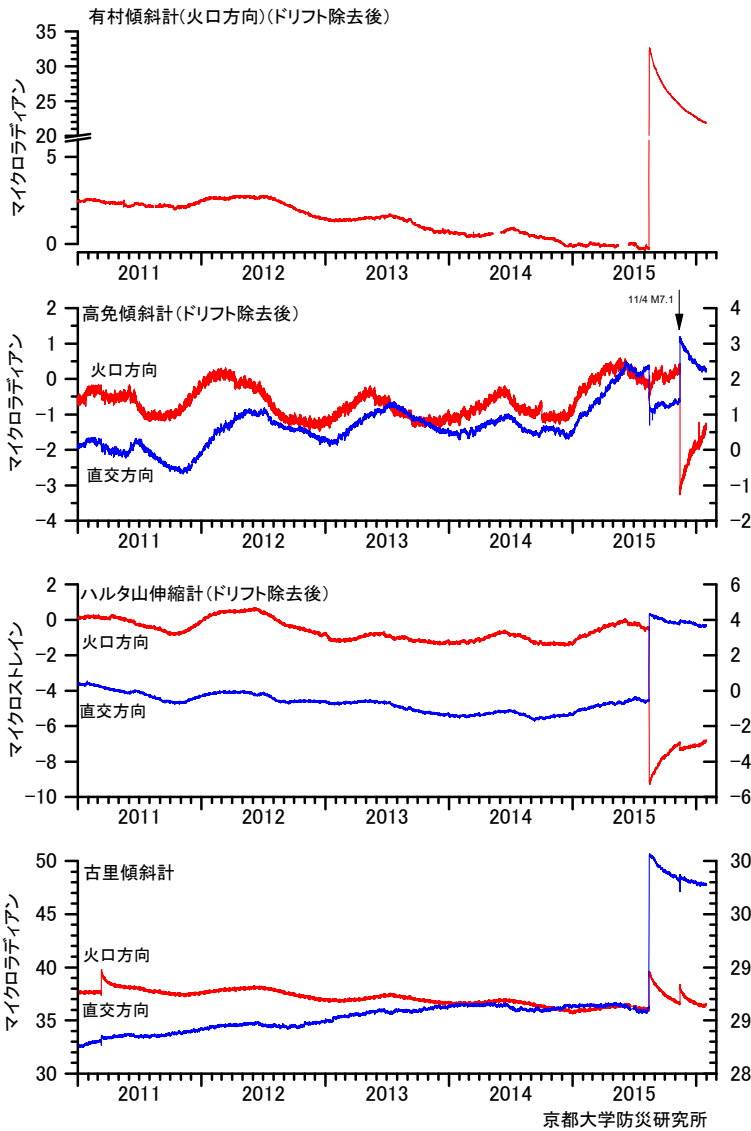 有村傾斜計(火口方向)(ドリフト除去後)
マイクロラディアン
35
30
25
20
5
0
2011 2012 2013 2014 2015
高免傾斜計(ドリフト除去後)
11/4 M7.1
マイクロラディアン
火口方向
直交方向
2
1
0
−1
−2
−3
−4
4
3
2
1
0
−1
−2
2011 2012 2013 2014 2015
ハルタ山伸縮計(ドリフト除去後)
マイクロストレイン
火口方向
直交方向
2
0
−2
−4
−6
−8
−10
6
4
2
0
−2
−4
−6
2011 2012 2013 2014 2015
古里傾斜計
マイクロラディアン
火口方向
直交方向
50
45
40
35
30
30
30
29
29
28
2011 2012 2013 2014 2015
京都大学防災研究所